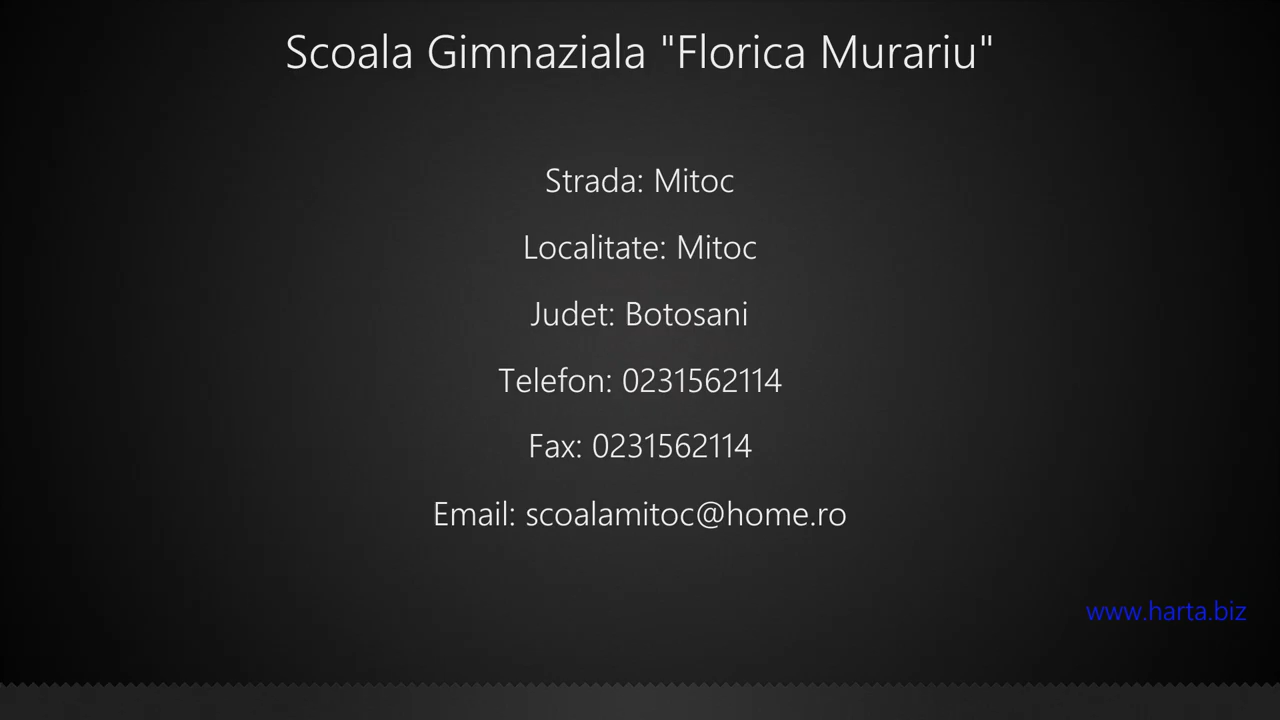 Scoala Gimnaziala "Florica Murariu"
Strada: Mitoc
Localitate: Mitoc
Judet: Botosani
Telefon: 0231562114
Fax: 0231562114
Email: scoalamitoc@home.ro
www.harta.biz